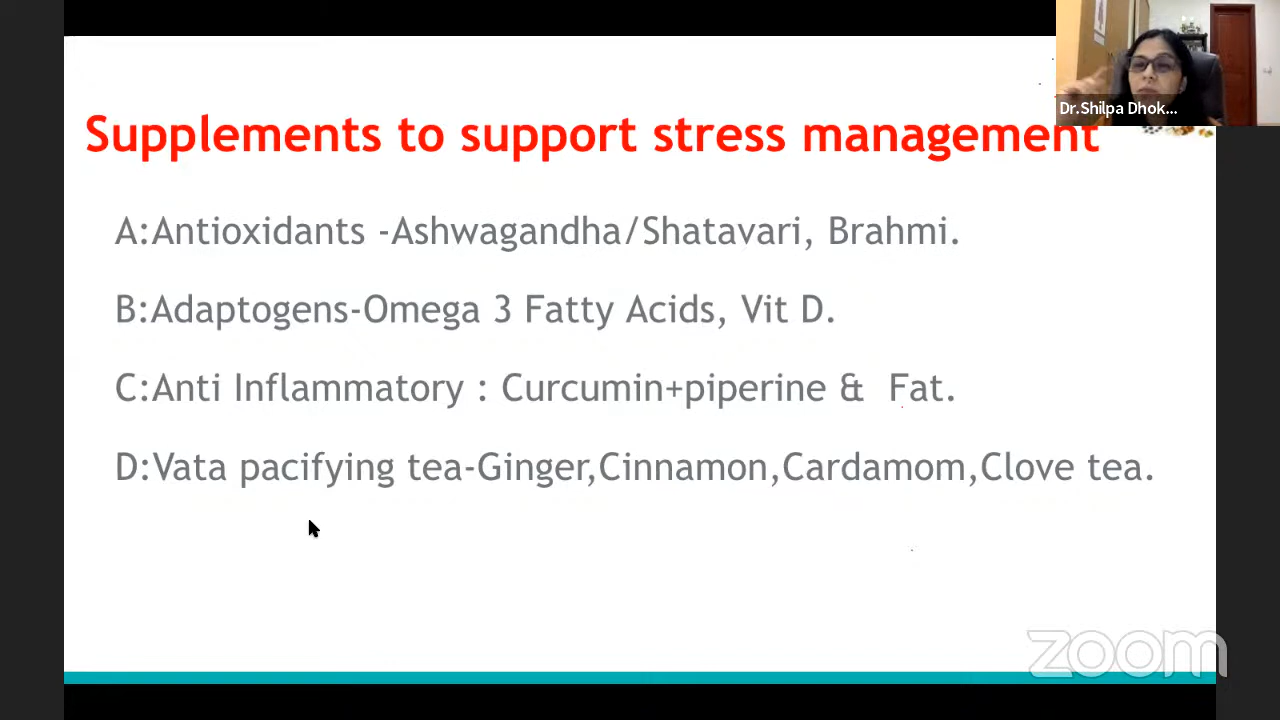 Dr.Shilpa Dhok...
Supplements to support stress management
A:Antioxidants -Ashwagandha/Shatavari, Brahmi.
B:Adaptogens-Omega 3 Fatty Acids, Vit D.
C:Anti Inflammatory : Curcumin+piperine & Fat.
D:Vata pacifying tea-Ginger,Cinnamon,Cardamom,Clove tea.
zoom